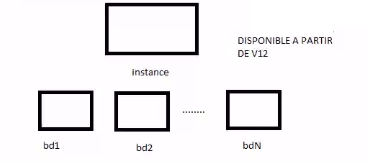 DISPONIBLE A PARTIR
DE V12
instance
........
bd1
bd2
bdN